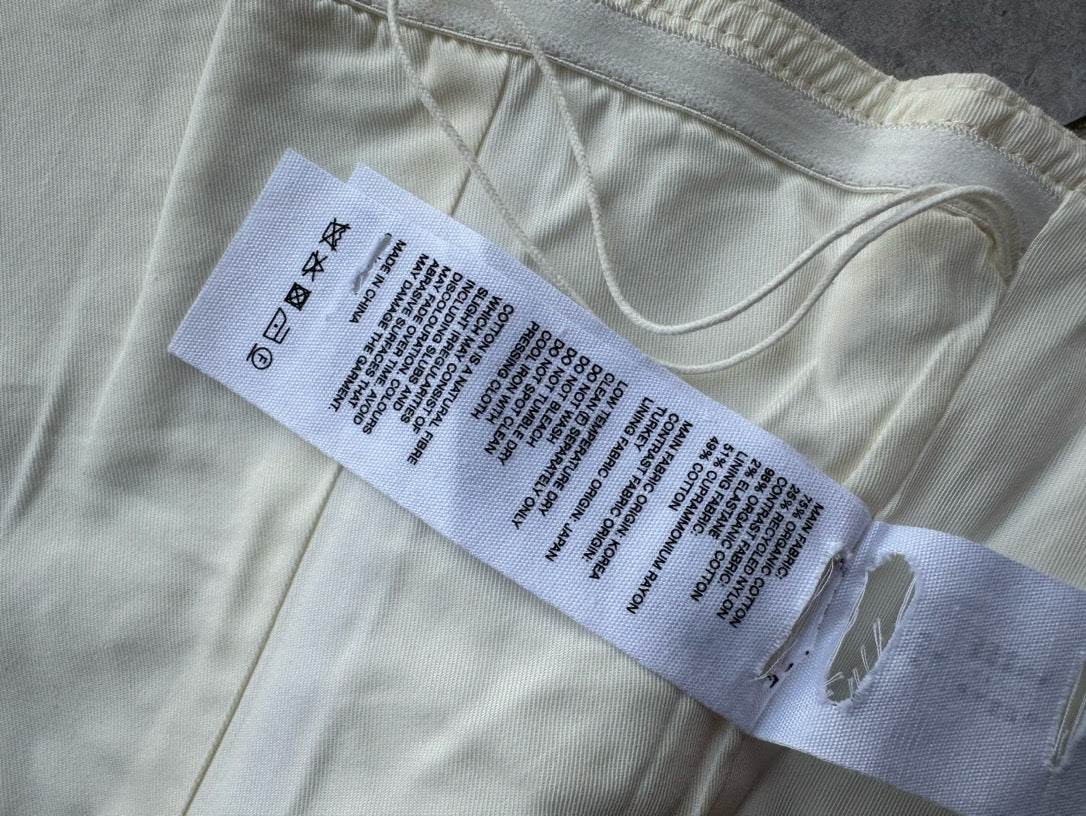 MAIN FABRIC:
75% ORGANIC COTTON
25% RECYCLED NYLON
CONTRAST FABRIC:
98% ORGANIC COTTON
2% ELASTANE
LINING FABRIC:
51% CUPRAMMONIUM RAYON
49% COTTON
MAIN FABRIC ORIGIN: KOREA
CONTRAST FABRIC ORIGIN:
TURKEY
LINING FABRIC ORIGIN: JAPAN
LOW TEMPERATURE DRY
CLEAN (F) SEPARATELY ONLY
DO NOT WASH
DO NOT BLEACH
DO NOT TUMBLE DRY
DO NOT SPOT CLEAN
COOL IRON WITH
PRESSING CLOTH
COTTON IS A NATURAL FIBRE
WHICH MAY CONSIST OF
SLIGHT IRREGULARITIES
INCLUDING SLUBS AND
DISCOLOURATION. COLOURS
MAY FADE OVER TIME. AVOID
ABRASIVE SURFACES THAT
MAY DAMAGE THE GARMENT
MADE IN CHINA
F